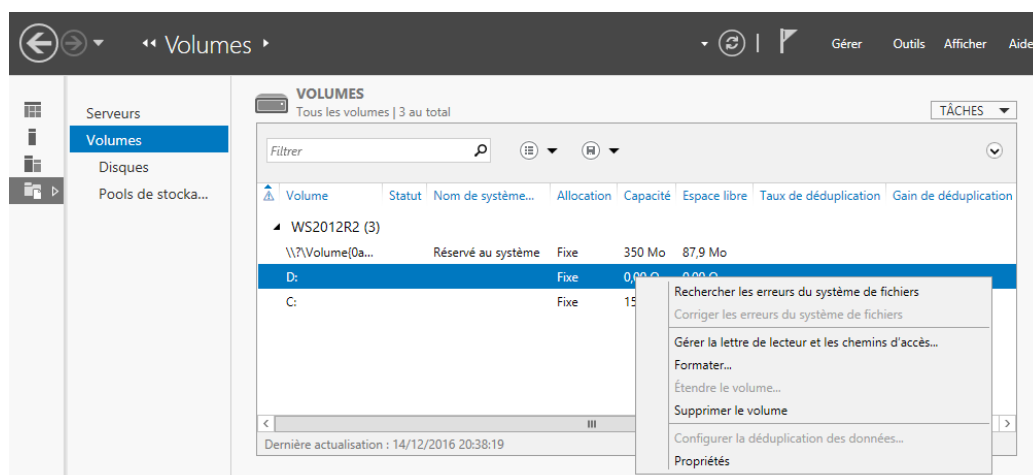 Volumes
Gérer Outils Afficher Aide
Serveurs
Volumes
Disques
Pools de stocka...
VOLUMES
Tous les volumes | 3 au total
TÂCHES
Filtrer
Volume Statut Nom de système... Allocation Capacité Espace libre Taux de déduplication Gain de déduplication
WS2012R2 (3)
\\?\Volume{0a... Réservé au système Fixe 350 Mo 87,9 Mo
D: Fixe
C: Fixe
Rechercher les erreurs du système de fichiers
Corriger les erreurs du système de fichiers
Gérer la lettre de lecteur et les chemins d'accès...
Formater...
Étendre le volume...
Supprimer le volume
Configurer la déduplication des données...
Propriétés
Dernière actualisation : 14/12/2016 20:38:19